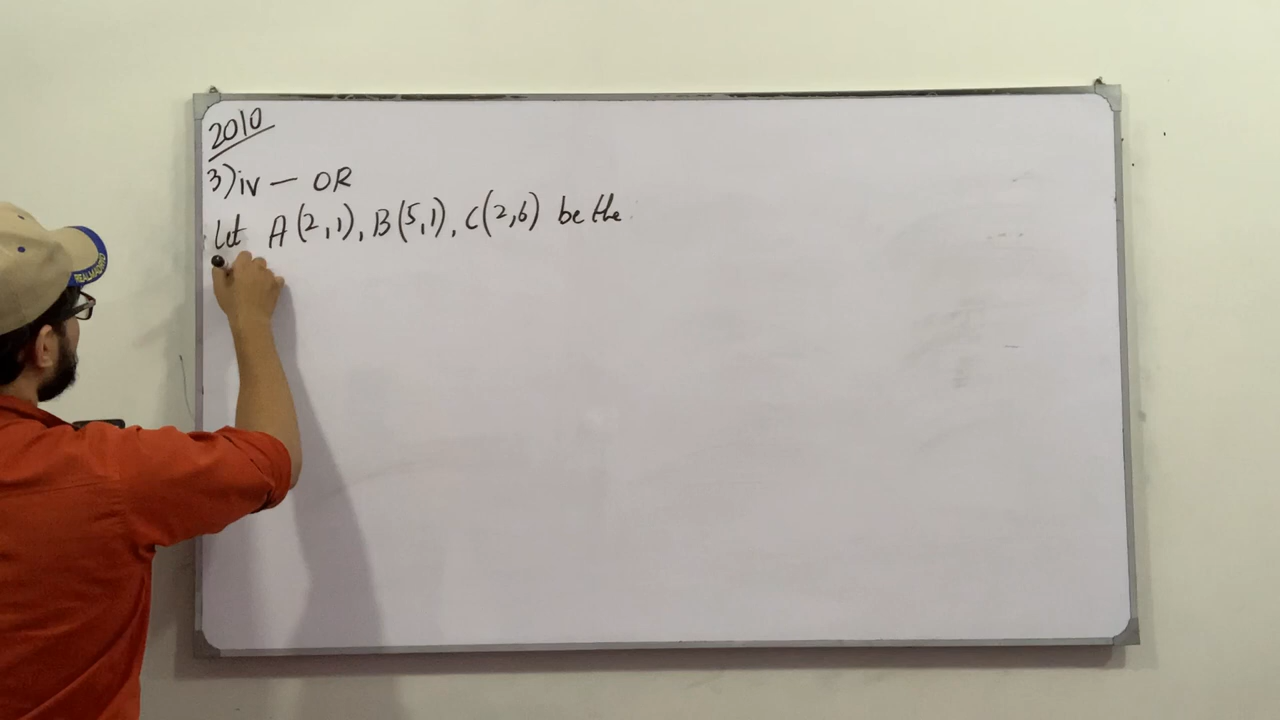 2010
3)iv — OR
Let A(2,1), B(5,1), C(2,6) be the